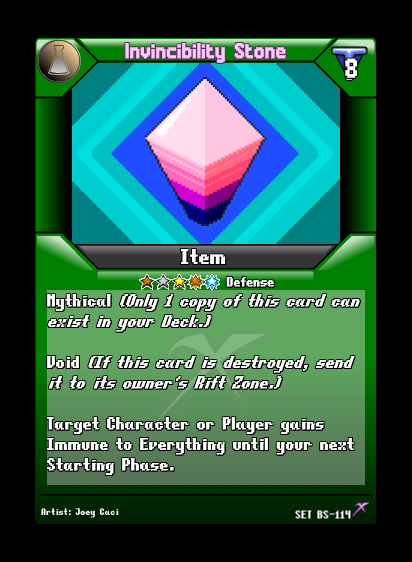 Invincibility Stone
8
Item
Defense
Mythical (Only 1 copy of this card can
exist in your Deck.)
Void (If this card is destroyed, send
it to its owner's Rift Zone.)
Target Character or Player gains
Immune to Everything until your next
Starting Phase.
Artist: Joey Caci
SET BS-114